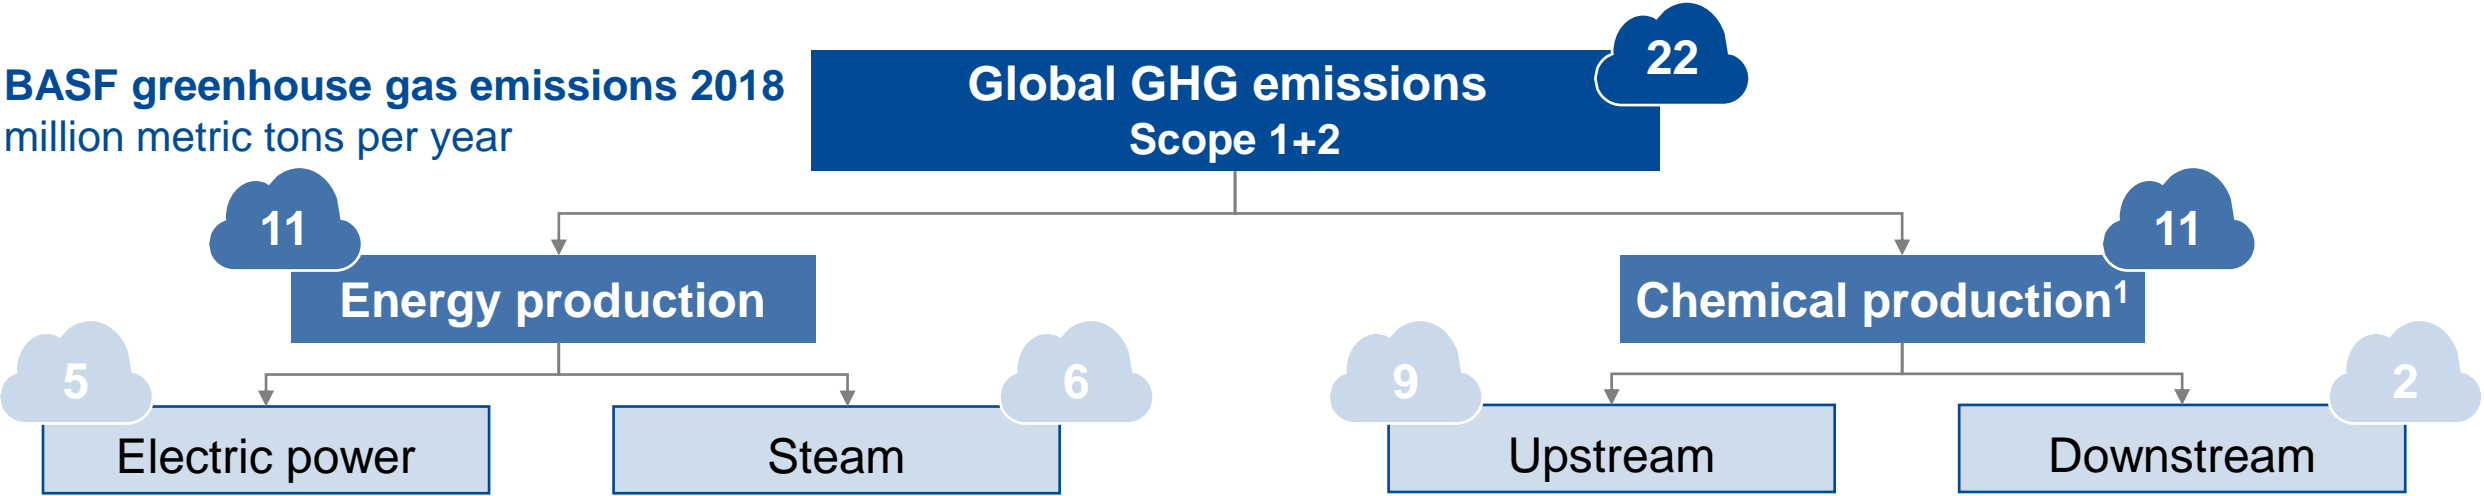 BASF greenhouse gas emissions 2018
million metric tons per year
Global GHG emissions
Scope 1+2
22
11
Energy production
11
Chemical production¹
5
Electric power
6
Steam
9
Upstream
2
Downstream